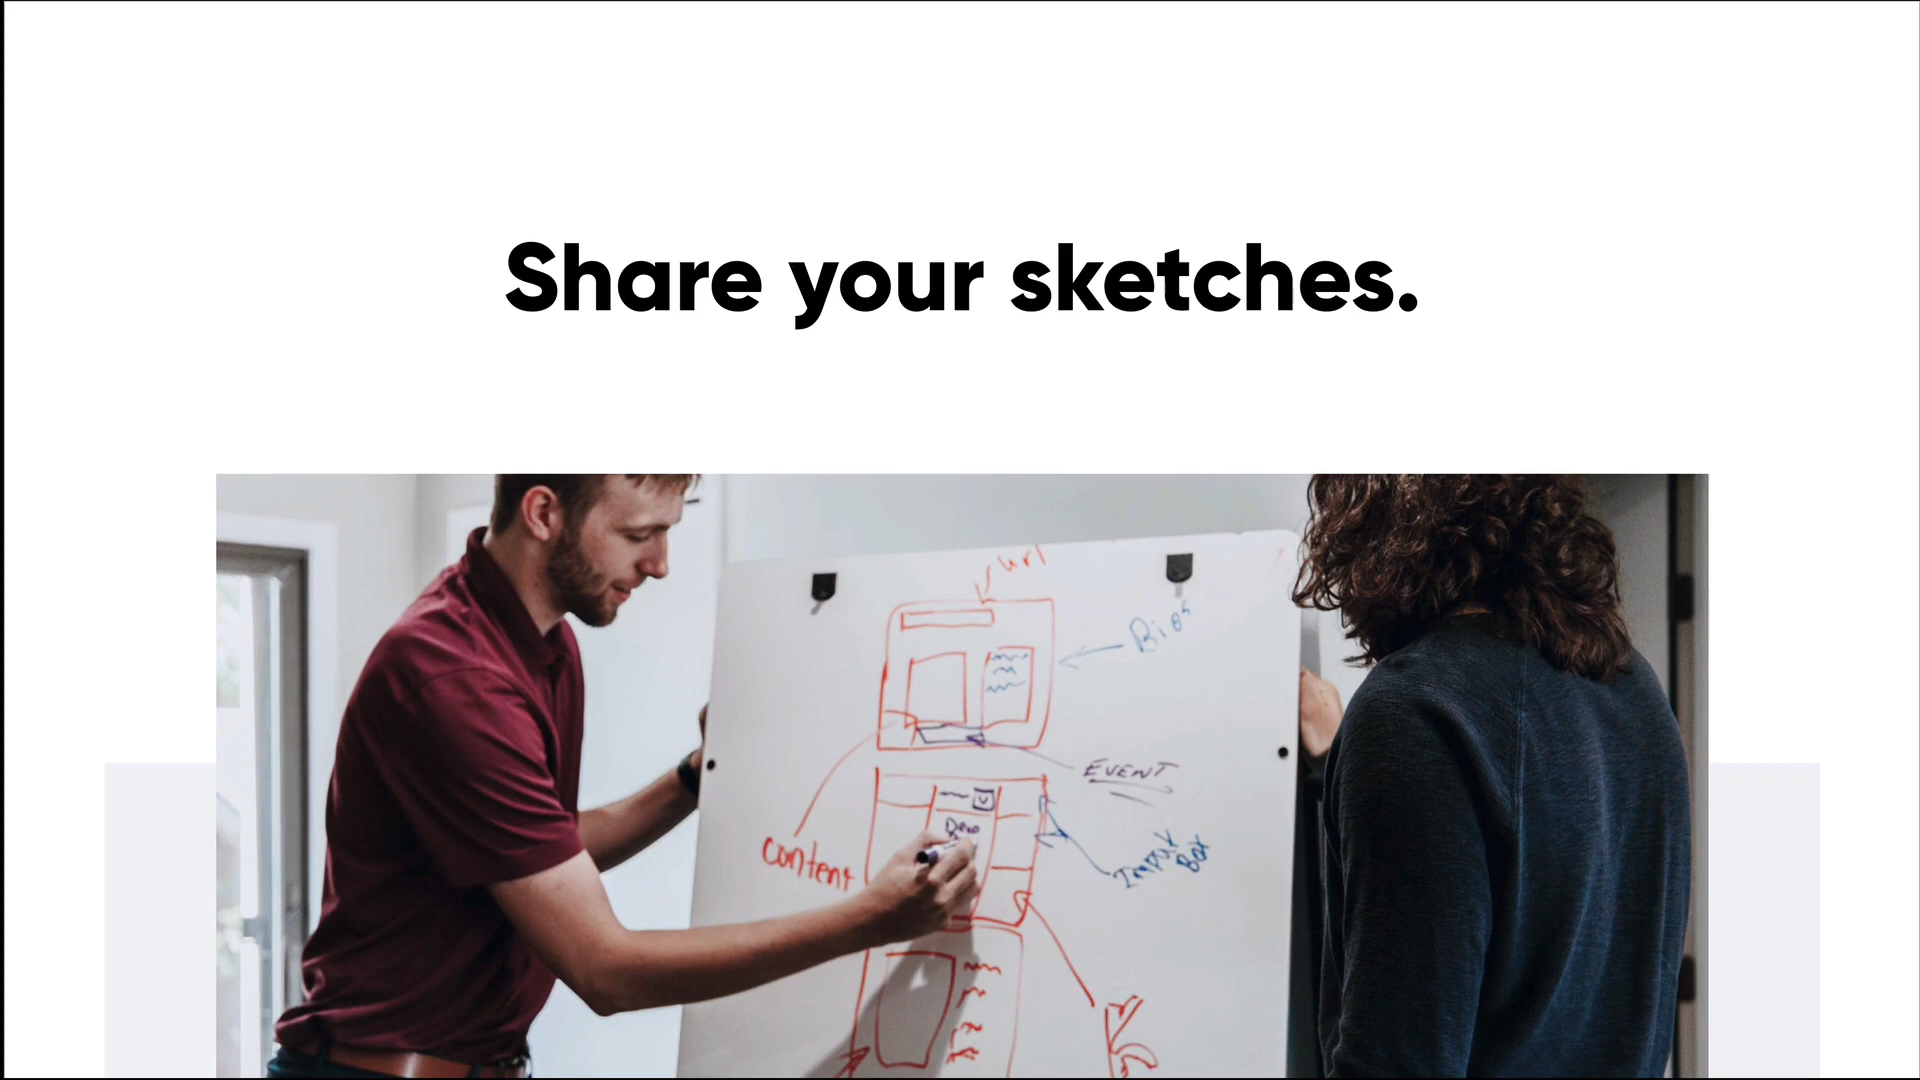 Share your sketches.
url
Bios
EVENT
content
Input
Box